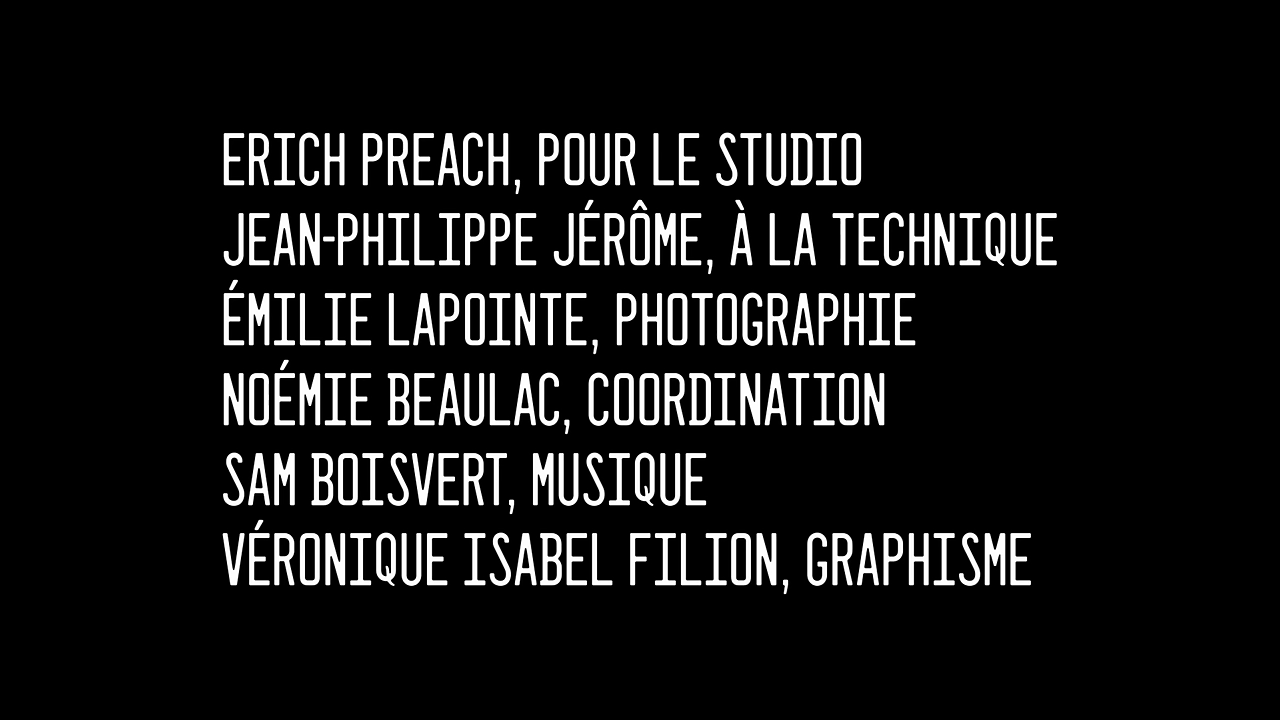 ERICH PREACH, POUR LE STUDIO
JEAN-PHILIPPE JÉRÔME, À LA TECHNIQUE
ÉMILIE LAPOINTE, PHOTOGRAPHIE
NOÉMIE BEAULAC, COORDINATION
SAM BOISVERT, MUSIQUE
VÉRONIQUE ISABEL FILION, GRAPHISME